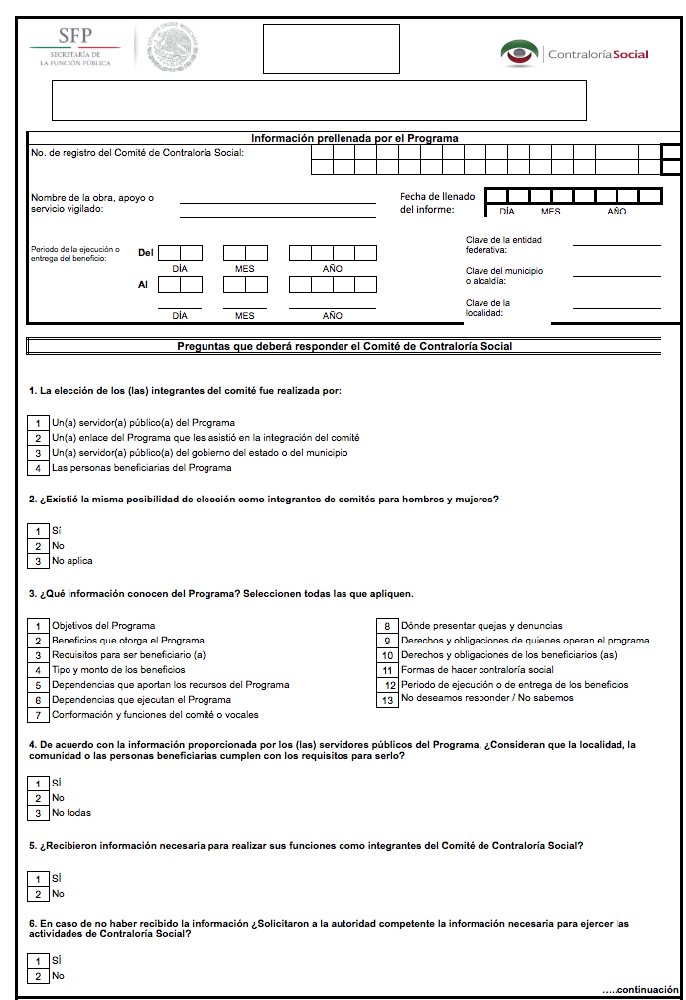 SFP
SECRETARÍA DE
LA FUNCIÓN PÚBLICA
ContraloríaSocial
Información prellenada por el Programa
No. de registro del Comité de Contraloría Social:
Nombre de la obra, apoyo o
servicio vigilado:
Fecha de llenado
del informe:
DÍA MES AÑO
Periodo de la ejecución o
entrega del beneficio:
Del
DÍA MES AÑO
Al
DÍA MES AÑO
Clave de la entidad
federativa:
Clave del municipio
o alcaldía:
Clave de la
localidad:
Preguntas que deberá responder el Comité de Contraloría Social
1. La elección de los (las) integrantes del comité fue realizada por:
1 Un(a) servidor(a) público(a) del Programa
2 Un(a) enlace del Programa que les asistió en la integración del comité
3 Un(a) servidor(a) público(a) del gobierno del estado o del municipio
4 Las personas beneficiarias del Programa
2. ¿Existió la misma posibilidad de elección como integrantes de comités para hombres y mujeres?
1 Sí
2 No
3 No aplica
3. ¿Qué información conocen del Programa? Seleccionen todas las que apliquen.
1 Objetivos del Programa
2 Beneficios que otorga el Programa
3 Requisitos para ser beneficiario (a)
4 Tipo y monto de los beneficios
5 Dependencias que aportan los recursos del Programa
6 Dependencias que ejecutan el Programa
7 Conformación y funciones del comité o vocales
8 Dónde presentar quejas y denuncias
9 Derechos y obligaciones de quienes operan el programa
10 Derechos y obligaciones de los beneficiarios (as)
11 Formas de hacer contraloría social
12 Periodo de ejecución o de entrega de los beneficios
13 No deseamos responder / No sabemos
4. De acuerdo con la información proporcionada por los (las) servidores públicos del Programa, ¿Consideran que la localidad, la
comunidad o las personas beneficiarias cumplen con los requisitos para serlo?
1 SÍ
2 No
3 No todas
5. ¿Recibieron información necesaria para realizar sus funciones como integrantes del Comité de Contraloría Social?
1 SÍ
2 No
6. En caso de no haber recibido la información ¿Solicitaron a la autoridad competente la información necesaria para ejercer las
actividades de Contraloría Social?
1 SÍ
2 No
.....continuación